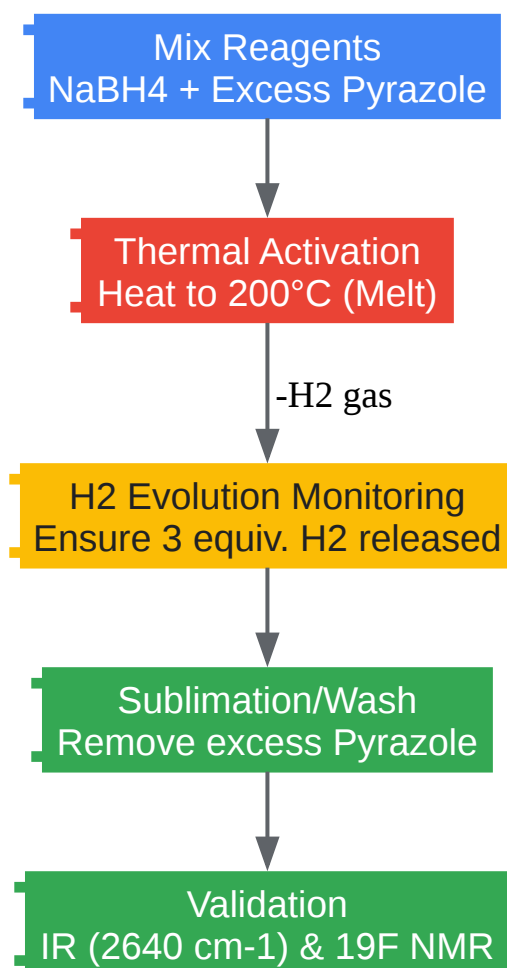 Mix Reagents
NaBH4 + Excess Pyrazole
Thermal Activation
Heat to 200°C (Melt)
-H2 gas
H2 Evolution Monitoring
Ensure 3 equiv. H2 released
Sublimation/Wash
Remove excess Pyrazole
Validation
IR (2640 cm-1) & 19F NMR